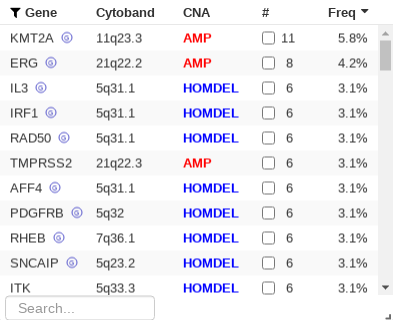 Gene Cytoband CNA # Freq
KMT2A G 11q23.3 AMP 11 5.8%
ERG G 21q22.2 AMP 8 4.2%
IL3 G 5q31.1 HOMDEL 6 3.1%
IRF1 G 5q31.1 HOMDEL 6 3.1%
RAD50 G 5q31.1 HOMDEL 6 3.1%
TMPRSS2 21q22.3 AMP 6 3.1%
AFF4 G 5q31.1 HOMDEL 6 3.1%
PDGFRB G 5q32 HOMDEL 6 3.1%
RHEB G 7q36.1 HOMDEL 6 3.1%
SNCAIP G 5q23.2 HOMDEL 6 3.1%
ITK 5q33.3 HOMDEL 6 3.1%
Search...